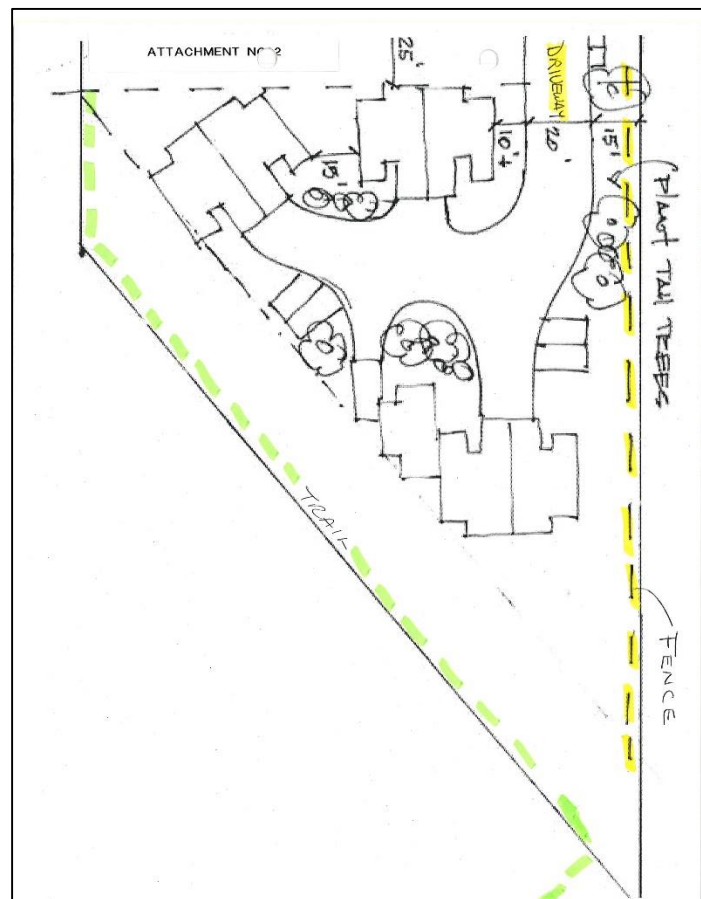 ATTACHMENT NO. 2
25'
DRIVEWAY
15'
10'+
20'
15'
PLANT TALL TREES
TRAIL
FENCE